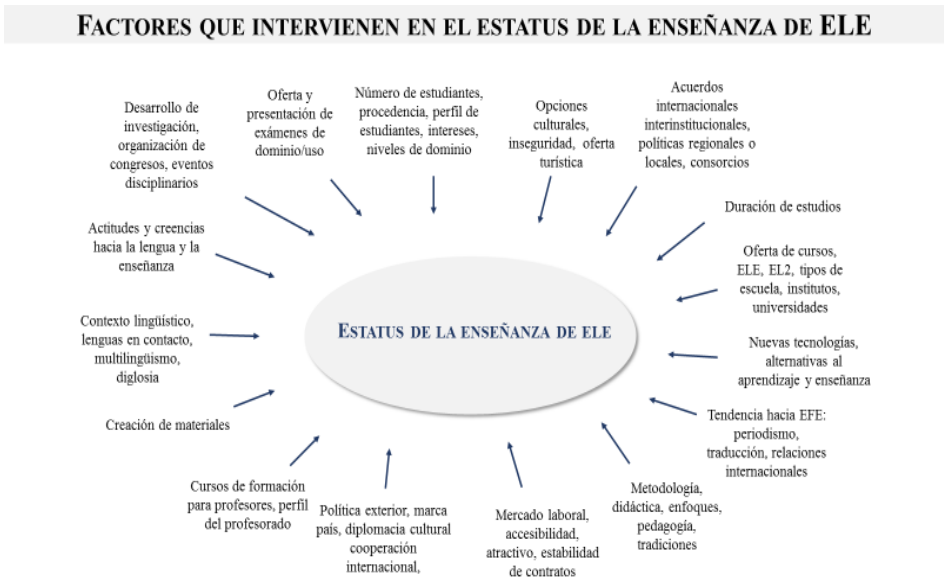 FACTORES QUE INTERVIENEN EN EL ESTATUS DE LA ENSEÑANZA DE ELE
Desarrollo de
investigación,
organización de
congresos, eventos
disciplinarios
Oferta y
presentación de
exámenes de
dominio/uso
Número de estudiantes,
procedencia, perfil de
estudiantes, intereses,
niveles de dominio
Opciones
culturales,
inseguridad, oferta
turística
Acuerdos
internacionales
interinstitucionales,
políticas regionales o
locales, consorcios
Duración de estudios
Actitudes y creencias
hacia la lengua y la
enseñanza
Oferta de cursos,
ELE, EL2, tipos de
escuela, institutos,
universidades
ESTATUS DE LA ENSEÑANZA DE ELE
Contexto lingüístico,
lenguas en contacto,
multilingüismo,
diglosia
Nuevas tecnologías,
alternativas al
aprendizaje y enseñanza
Creación de materiales
Tendencia hacia EFE:
periodismo,
traducción, relaciones
internacionales
Cursos de formación
para profesores, perfil
del profesorado
Política exterior, marca
país, diplomacia cultural
cooperación
internacional,
Mercado laboral,
accesibilidad,
atractivo, estabilidad
de contratos
Metodología,
didáctica, enfoques,
pedagogía,
tradiciones